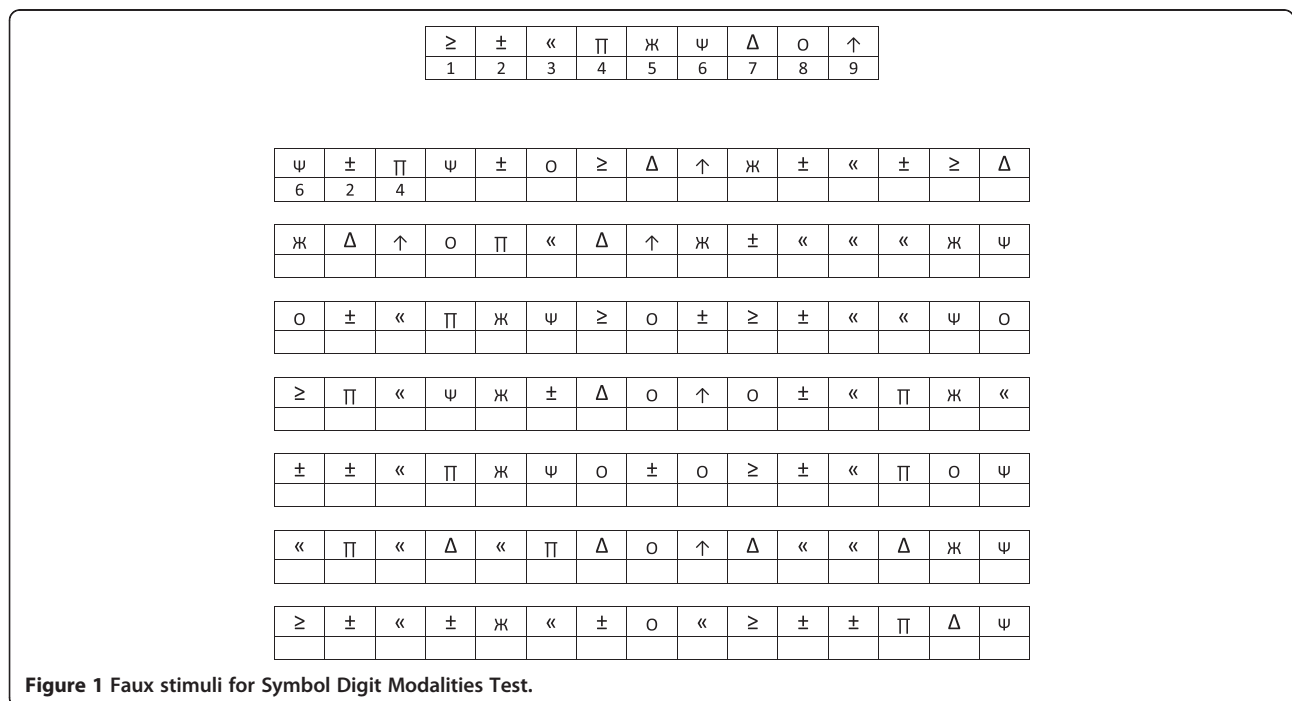 ≥ ± « ∏ ж ψ Δ o ↑
1 2 3 4 5 6 7 8 9
ψ ± ∏ ψ ± o ≥ Δ ↑ ж ± « ± ≥ Δ
6 2 4
ж Δ ↑ o ∏ « Δ ↑ ж ± « « « ж ψ
o ± « ∏ ж ψ ≥ o ± ≥ ± « « ψ o
≥ ∏ « ψ ж ± Δ o ↑ o ± « ∏ ж «
± ± « ∏ ж ψ o ± o ≥ ± « ∏ o ψ
« ∏ « Δ « ∏ Δ o ↑ Δ « « Δ ж ψ
≥ ± « ± ж « ± o « ≥ ± ± ∏ Δ ψ
Figure 1 Faux stimuli for Symbol Digit Modalities Test.